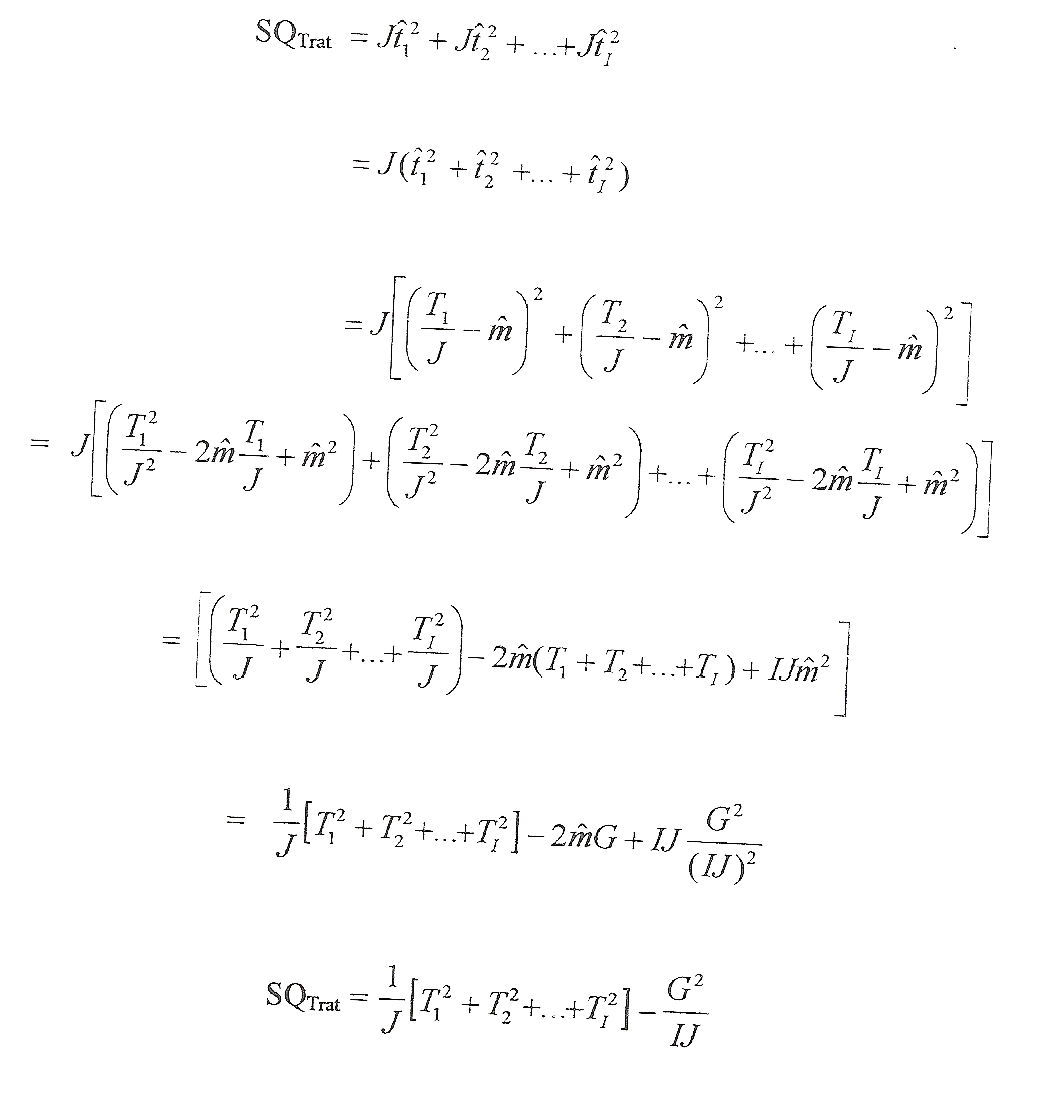 SQ_Trat = Jt̂₁² + Jt̂₂² + ...+Jt̂_I²
= J(t̂₁² + t̂₂² +...+ t̂_I²)
= J[(T₁/J − m̂)² + (T₂/J − m̂)² +...+ (T_I/J − m̂)²]
= J[(T₁²/J² − 2m̂ T₁/J + m̂²) + (T₂²/J² − 2m̂ T₂/J + m̂²) +...+ (T_I²/J² − 2m̂ T_I/J + m̂²)]
= [(T₁²/J + T₂²/J +...+ T_I²/J) − 2m̂(T₁ + T₂+...+T_I) + IJm̂²]
= 1/J [T₁² + T₂²+...+T_I²] − 2m̂G + IJ G²/(IJ)²
SQ_Trat = 1/J [T₁² + T₂²+...+T_I²] − G²/IJ